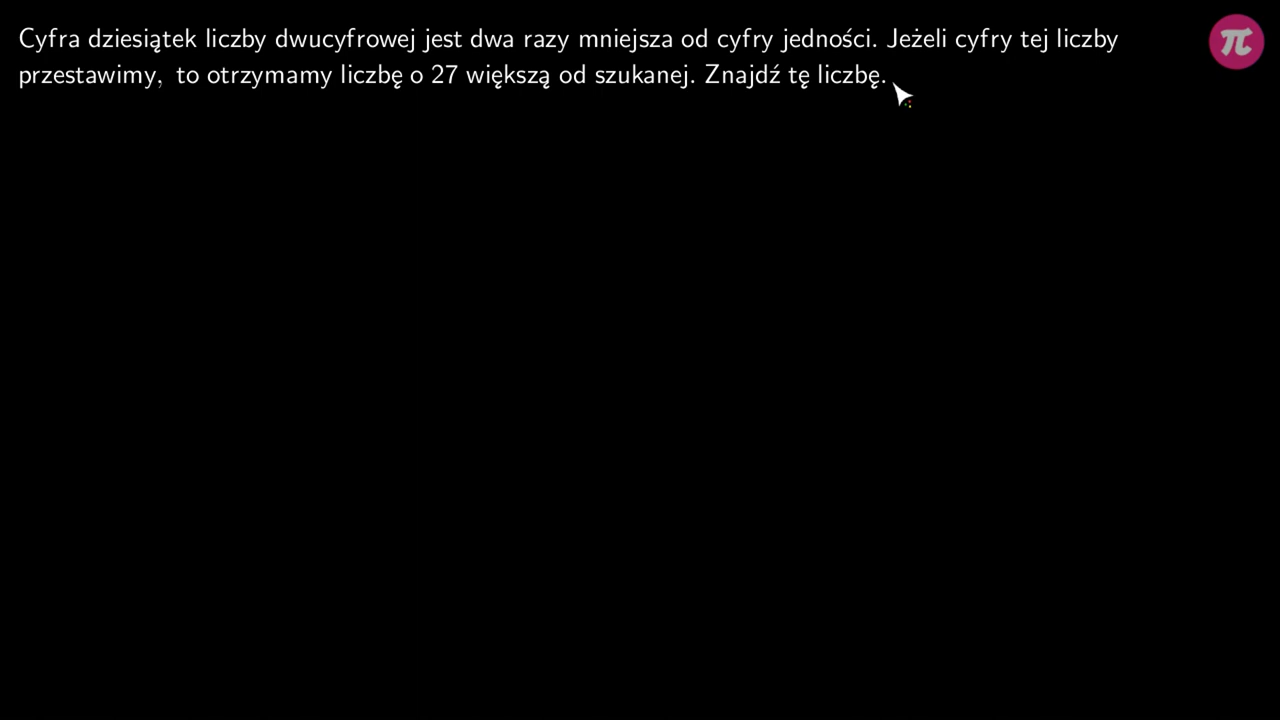 Cyfra dziesiątek liczby dwucyfrowej jest dwa razy mniejsza od cyfry jedności. Jeżeli cyfry tej liczby
przestawimy, to otrzymamy liczbę o 27 większą od szukanej. Znajdź tę liczbę.
π